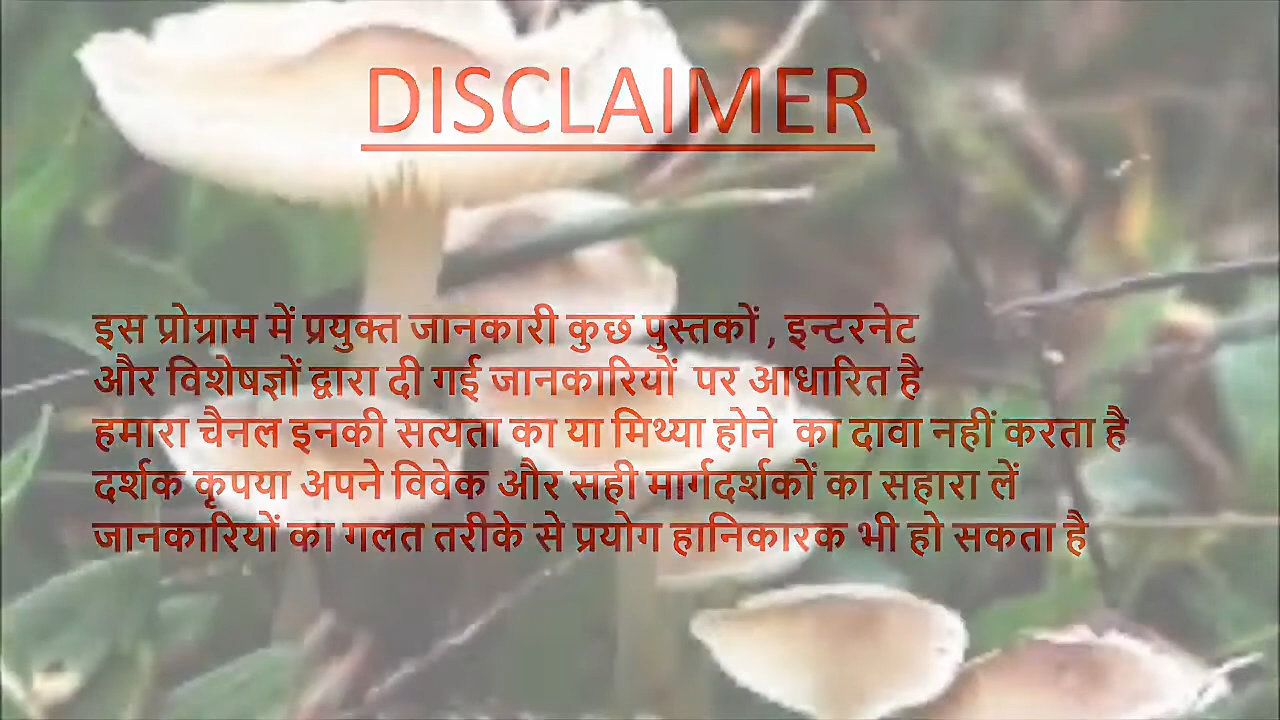 DISCLAIMER
इस प्रोग्राम में प्रयुक्त जानकारी कुछ पुस्तकों , इन्टरनेट
और विशेषज्ञों द्वारा दी गई जानकारियों पर आधारित है
हमारा चैनल इनकी सत्यता का या मिथ्या होने का दावा नहीं करता है
दर्शक कृपया अपने विवेक और सही मार्गदर्शकों का सहारा लें
जानकारियों का गलत तरीके से प्रयोग हानिकारक भी हो सकता है